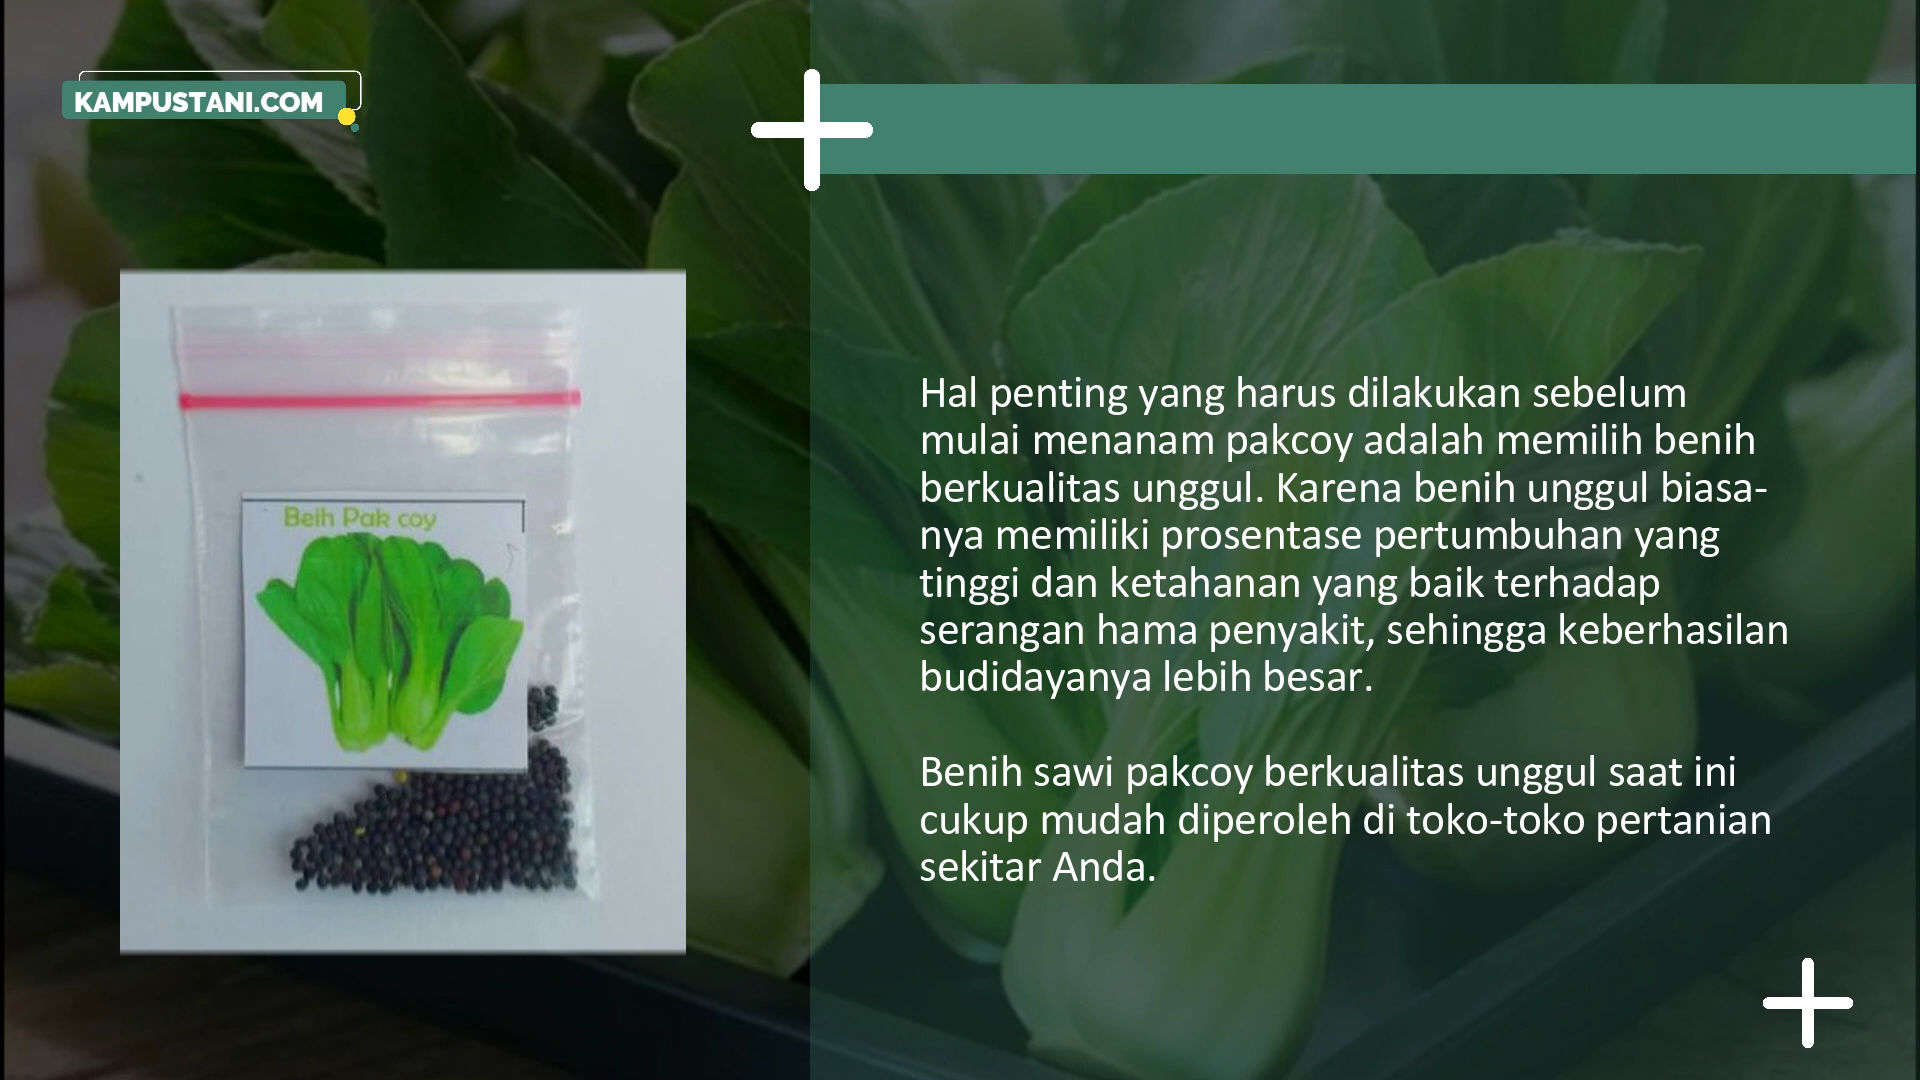 KAMPUSTANI.COM
Beih Pak coy
Hal penting yang harus dilakukan sebelum
mulai menanam pakcoy adalah memilih benih
berkualitas unggul. Karena benih unggul biasa-
nya memiliki prosentase pertumbuhan yang
tinggi dan ketahanan yang baik terhadap
serangan hama penyakit, sehingga keberhasilan
budidayanya lebih besar.
Benih sawi pakcoy berkualitas unggul saat ini
cukup mudah diperoleh di toko-toko pertanian
sekitar Anda.